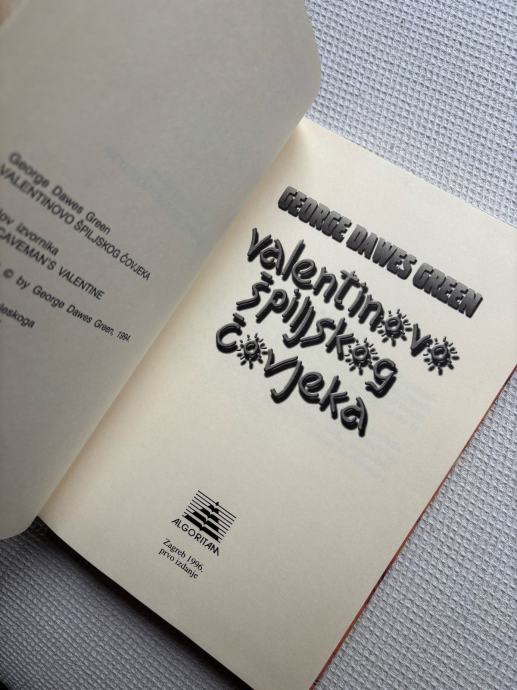 George Dawes Green
VALENTINOVO ŠPILJSKOG ČOVJEKA
izvornika
CAVEMAN'S VALENTINE
© by George Dawes Green, 1994.
GEORGE DAWES GREEN
valentinovo
špiljskog
čovjeka
ALGORITAM
Zagreb 1996.
prvo izdanje